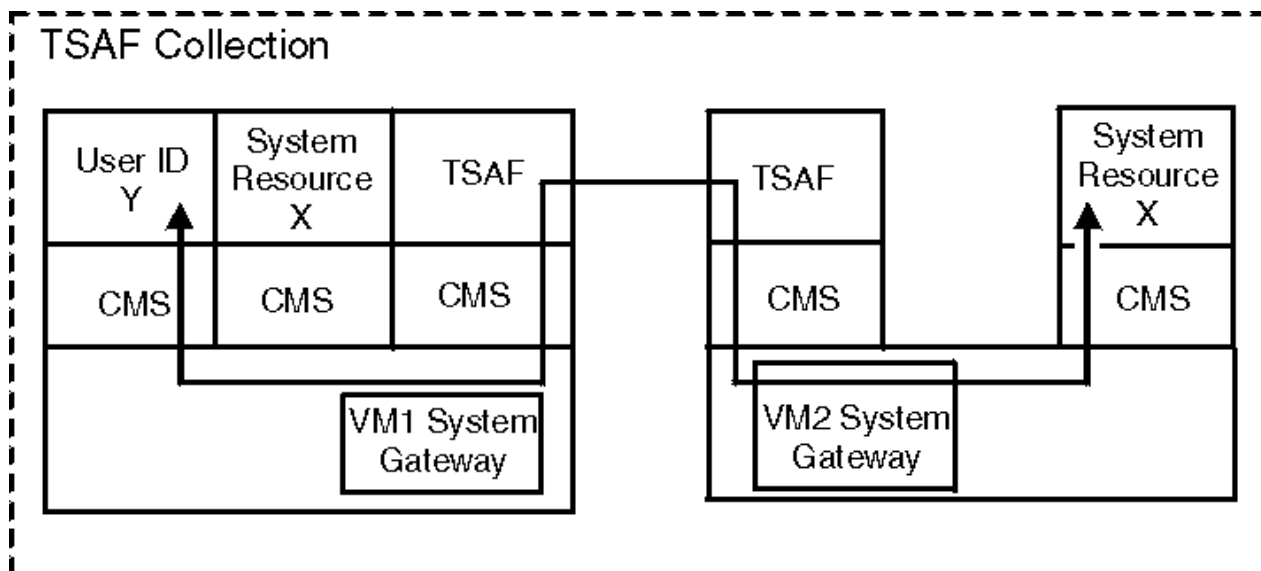 TSAF Collection
User ID
Y
System
Resource
X
TSAF
TSAF
System
Resource
X
CMS
CMS
CMS
CMS
CMS
VM1 System
Gateway
VM2 System
Gateway